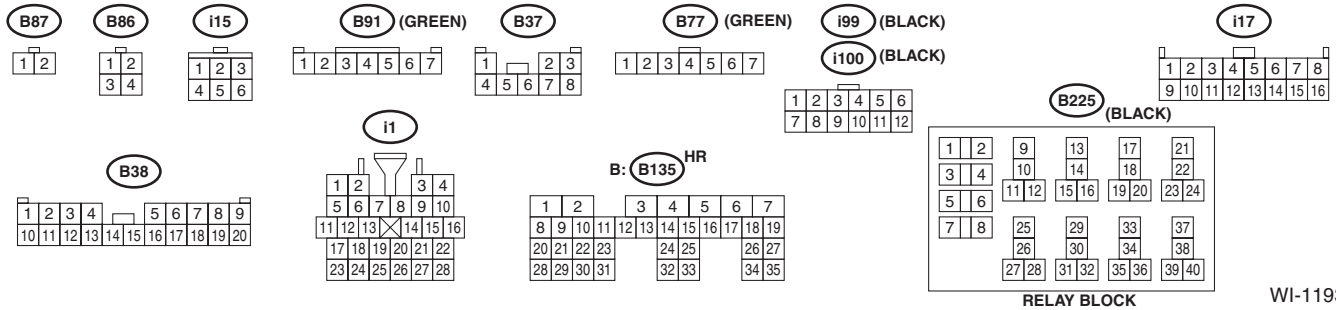 B87 B86 i15 B91 (GREEN) B37 B77 (GREEN) i99 (BLACK) i17
i100 (BLACK)
1 2
1 2
3 4
1 2 3
4 5 6
1 2 3 4 5 6 7
1 2 3
4 5 6 7 8
1 2 3 4 5 6 7
1 2 3 4 5 6
7 8 9 10 11 12
1 2 3 4 5 6 7 8
9 10 11 12 13 14 15 16
B38
1 2 3 4 5 6 7 8 9
10 11 12 13 14 15 16 17 18 19 20
i1
1 2 3 4
5 6 7 8 9 10
11 12 13 14 15 16
17 18 19 20 21 22
23 24 25 26 27 28
B: B135 HR
1 2 3 4 5 6 7
8 9 10 11 12 13 14 15 16 17 18 19
20 21 22 23 24 25 26 27
28 29 30 31 32 33 34 35
B225 (BLACK)
1 2 9 13 17 21
3 4 10 14 18 22
11 12 15 16 19 20 23 24
5 6
7 8 25 29 33 37
26 30 34 38
27 28 31 32 35 36 39 40
RELAY BLOCK